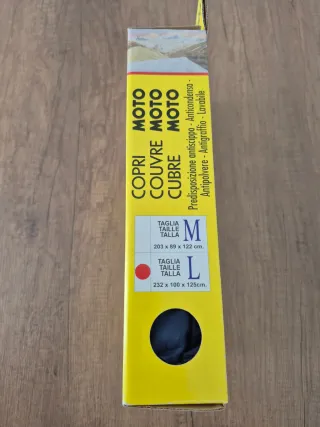 COPRI MOTO
COUVRE MOTO
CUBRE MOTO
Predisposizione antiscippo - Anticondensa -
Antipolvere - Antigraffio - Lavabile
TAGLIA
TAILLE
TALLA
M
203 x 89 x 122 cm.
TAGLIA
TAILLE
TALLA
L
232 x 100 x 125cm.